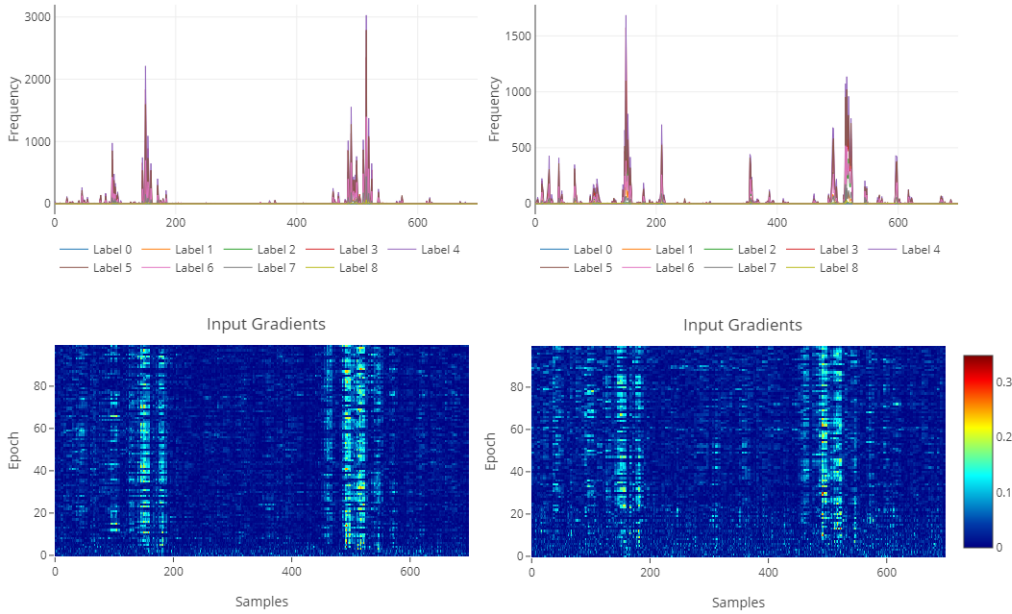 3000
2000
1000
0
Frequency
0 200 400 600
Label 0 Label 1 Label 2 Label 3 Label 4
Label 5 Label 6 Label 7 Label 8
1500
1000
500
0
Frequency
0 200 400 600
Label 0 Label 1 Label 2 Label 3 Label 4
Label 5 Label 6 Label 7 Label 8
Input Gradients
80
60
40
20
0
Epoch
0 200 400 600
Samples
Input Gradients
80
60
40
20
0
Epoch
0 200 400 600
Samples
0.3
0.2
0.1
0